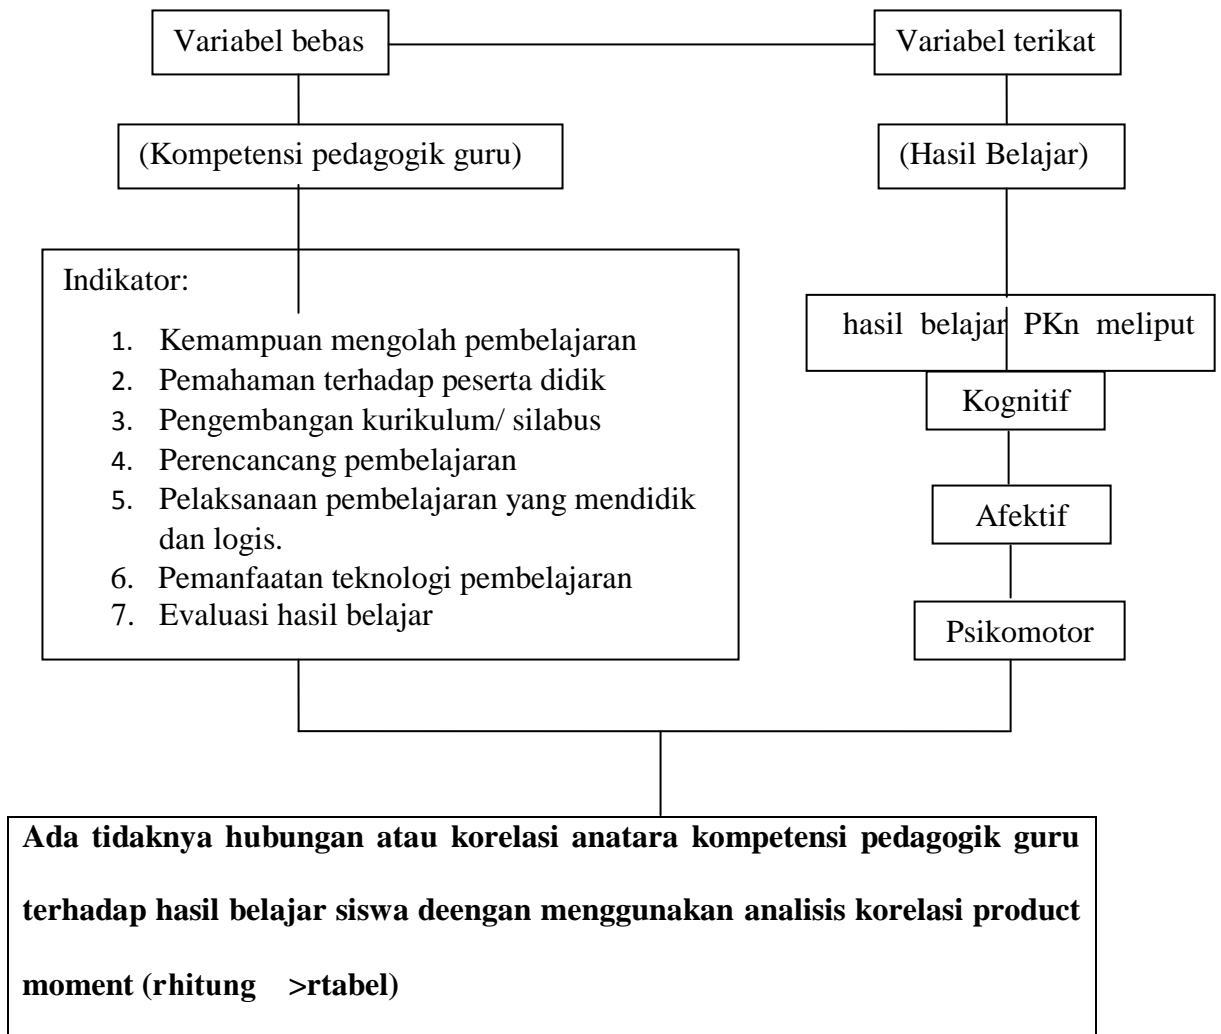 Variabel bebas
Variabel terikat
(Kompetensi pedagogik guru)
(Hasil Belajar)
Indikator:
1. Kemampuan mengolah pembelajaran
2. Pemahaman terhadap peserta didik
3. Pengembangan kurikulum/ silabus
4. Perencancang pembelajaran
5. Pelaksanaan pembelajaran yang mendidik
dan logis.
6. Pemanfaatan teknologi pembelajaran
7. Evaluasi hasil belajar
hasil belajar PKn meliput
Kognitif
Afektif
Psikomotor
Ada tidaknya hubungan atau korelasi anatara kompetensi pedagogik guru
terhadap hasil belajar siswa deengan menggunakan analisis korelasi product
moment (rhitung >rtabel)